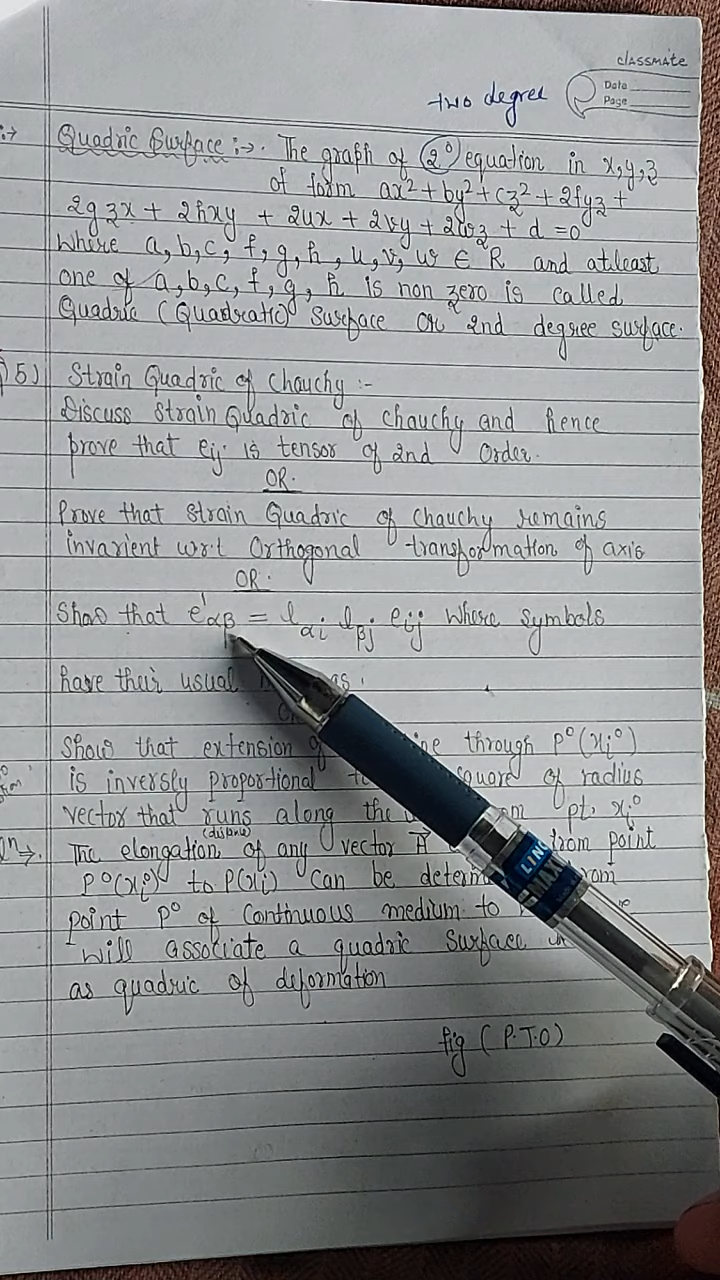 classmate
Date
Page
two degree
Quadric Surface :→. The graph of 2° equation in x,y,z
of form ax² + by² + cz² + 2fyz +
2gzx + 2hxy + 2ux + 2vy + 2wz + d = 0
Where a,b,c, f, g, h, u, v, w ∈ R and atleast
one of a,b,c, f, g, h is non zero is called
Quadric (Quadratic) Surface OR 2nd degree surface.
5) Strain Quadric of Chauchy :-
Discuss Strain Quadric of Chauchy and hence
prove that eij is tensor of 2nd Order.
OR.
Prove that Strain Quadric of Chauchy remains
invarient w.r.t Orthogonal transformation of axis
OR.
Shoo that e'αβ = lαi lβj eij Where Symbols
have their usual
Show that extension through P°(xi°)
is inversly proportional square of radius
vector that runs along the pt. xi°
(distance)
The elongation of any vector A from point
P°(xi°) to P(xi) can be from
point P° of Continuous medium to
will associate a quadric Surface
as quadric of deformation
fig (P.T.O)
LINC